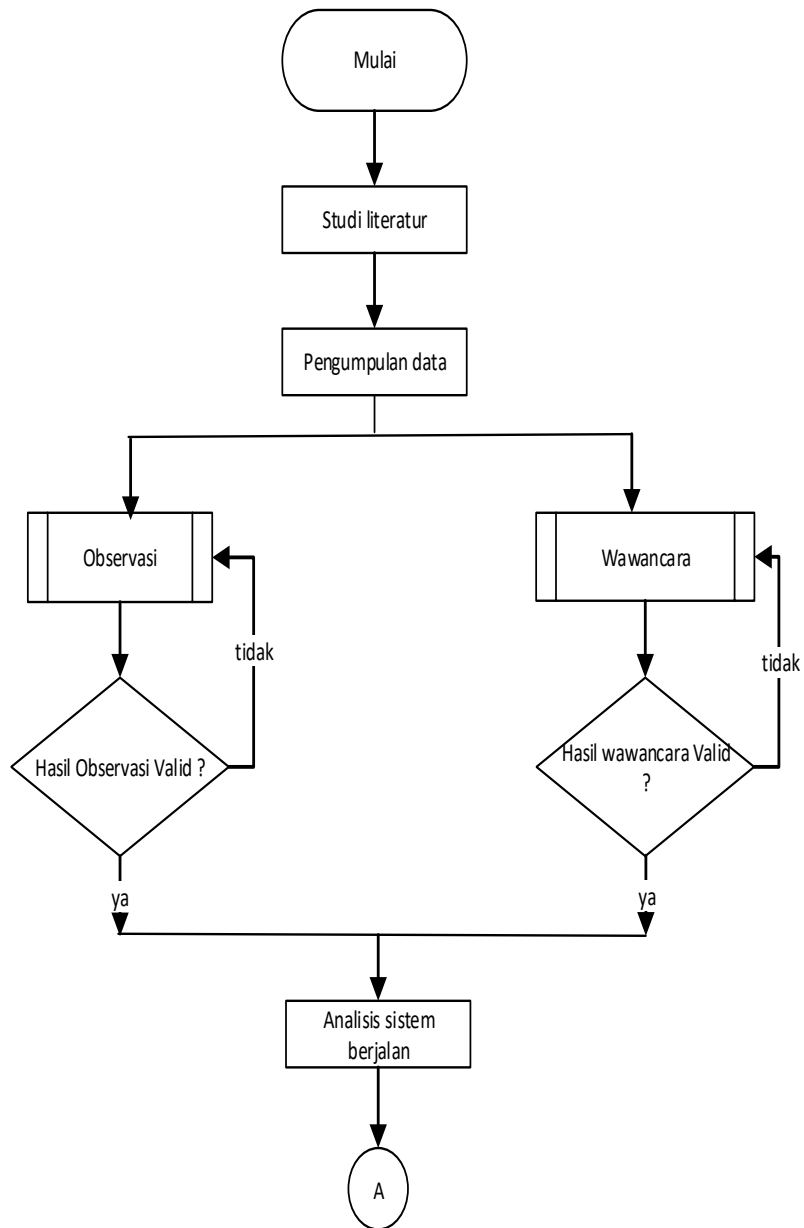 Mulai
Studi literatur
Pengumpulan data
Observasi
Wawancara
tidak
tidak
Hasil Observasi Valid ?
Hasil wawancara Valid
?
ya
ya
Analisis sistem
berjalan
A